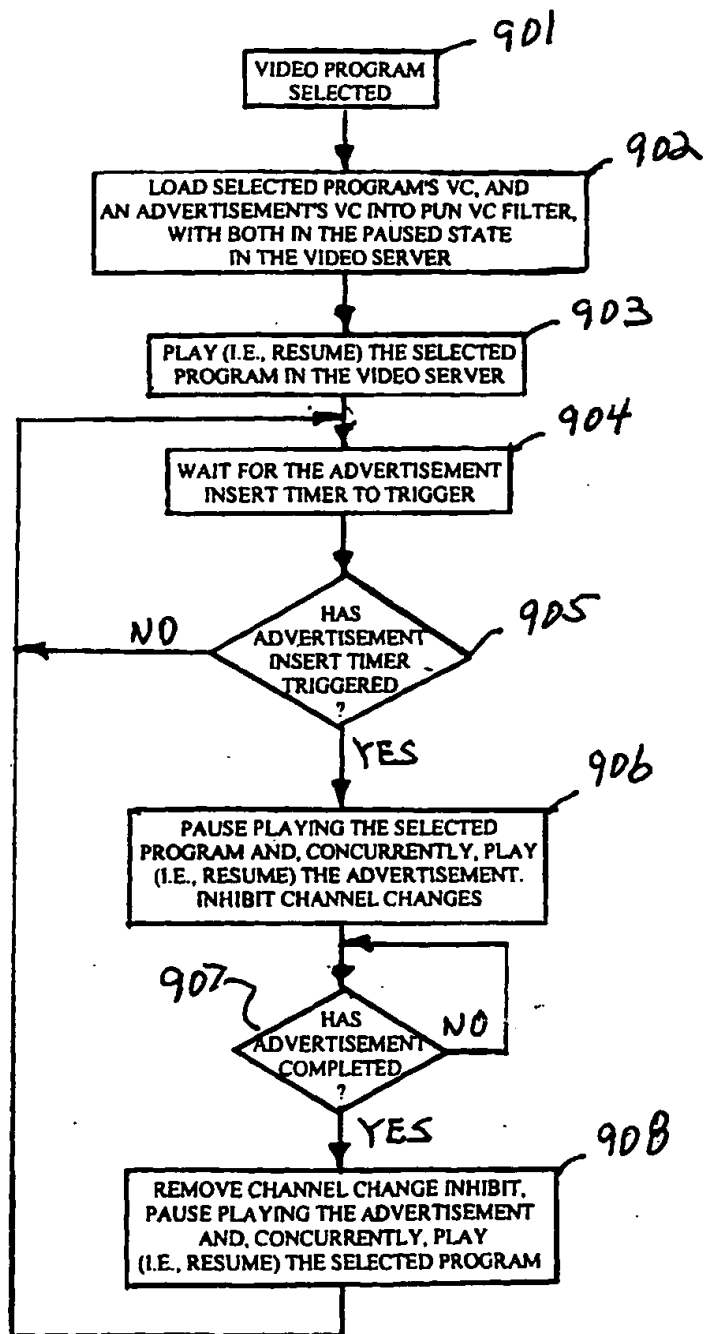 901
VIDEO PROGRAM
SELECTED
902
LOAD SELECTED PROGRAM'S VC, AND
AN ADVERTISEMENT'S VC INTO PUN VC FILTER,
WITH BOTH IN THE PAUSED STATE
IN THE VIDEO SERVER
903
PLAY (I.E., RESUME) THE SELECTED
PROGRAM IN THE VIDEO SERVER
904
WAIT FOR THE ADVERTISEMENT
INSERT TIMER TO TRIGGER
905
HAS
ADVERTISEMENT
INSERT TIMER
TRIGGERED
?
NO
YES
906
PAUSE PLAYING THE SELECTED
PROGRAM AND, CONCURRENTLY, PLAY
(I.E., RESUME) THE ADVERTISEMENT.
INHIBIT CHANNEL CHANGES
907
HAS
ADVERTISEMENT
COMPLETED
?
NO
YES
908
REMOVE CHANNEL CHANGE INHIBIT,
PAUSE PLAYING THE ADVERTISEMENT
AND, CONCURRENTLY, PLAY
(I.E., RESUME) THE SELECTED PROGRAM